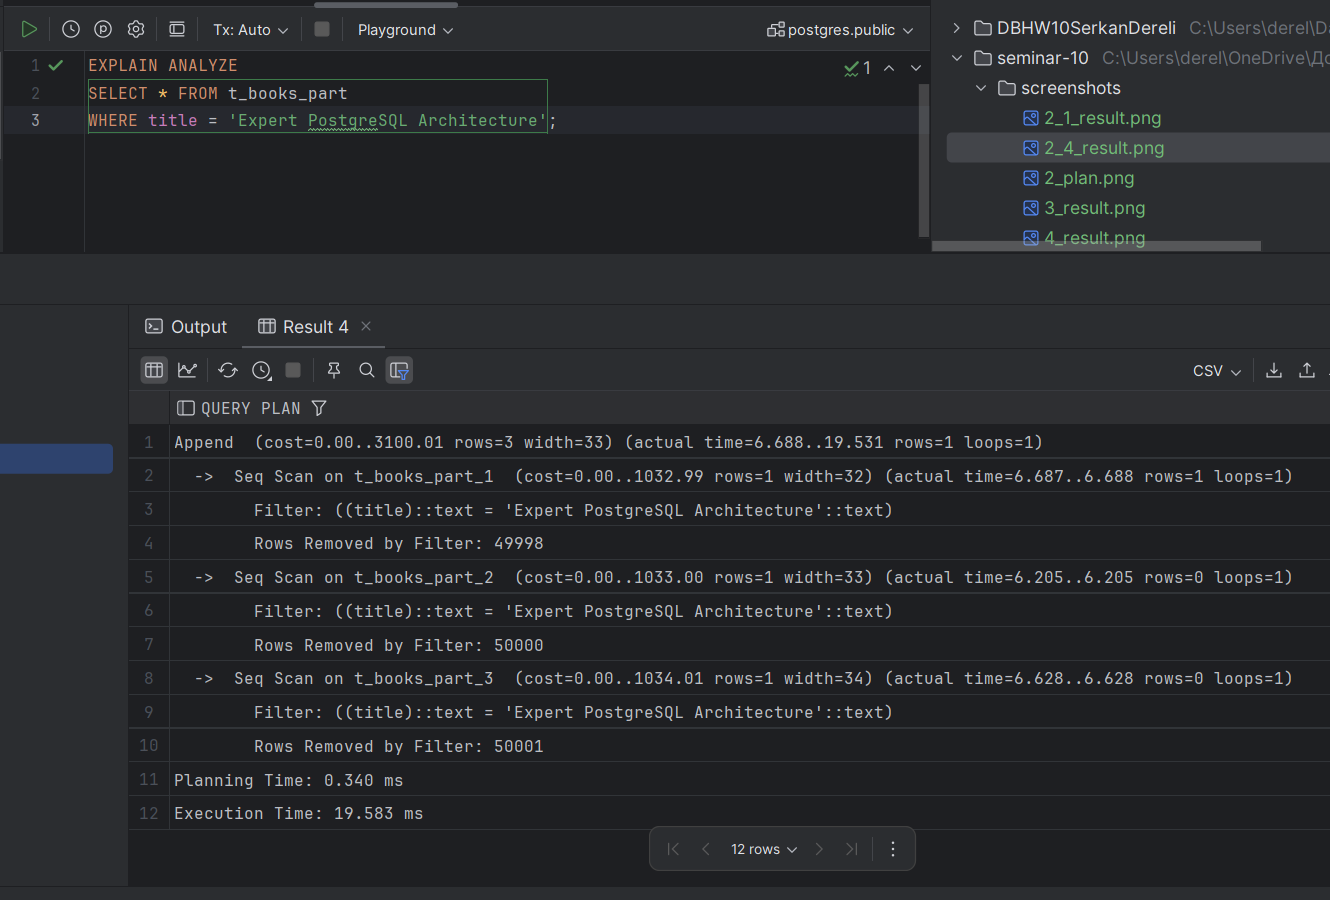 Tx: Auto
Playground
postgres.public
1 EXPLAIN ANALYZE
2 SELECT * FROM t_books_part
3 WHERE title = 'Expert PostgreSQL Architecture';
1
DBHW10SerkanDereli C:\Users\derel\Da
seminar-10 C:\Users\derel\OneDrive\До
screenshots
2_1_result.png
2_4_result.png
2_plan.png
3_result.png
4_result.png
Output
Result 4
CSV
QUERY PLAN
1 Append (cost=0.00..3100.01 rows=3 width=33) (actual time=6.688..19.531 rows=1 loops=1)
2 -> Seq Scan on t_books_part_1 (cost=0.00..1032.99 rows=1 width=32) (actual time=6.687..6.688 rows=1 loops=1)
3 Filter: ((title)::text = 'Expert PostgreSQL Architecture'::text)
4 Rows Removed by Filter: 49998
5 -> Seq Scan on t_books_part_2 (cost=0.00..1033.00 rows=1 width=33) (actual time=6.205..6.205 rows=0 loops=1)
6 Filter: ((title)::text = 'Expert PostgreSQL Architecture'::text)
7 Rows Removed by Filter: 50000
8 -> Seq Scan on t_books_part_3 (cost=0.00..1034.01 rows=1 width=34) (actual time=6.628..6.628 rows=0 loops=1)
9 Filter: ((title)::text = 'Expert PostgreSQL Architecture'::text)
10 Rows Removed by Filter: 50001
11 Planning Time: 0.340 ms
12 Execution Time: 19.583 ms
12 rows